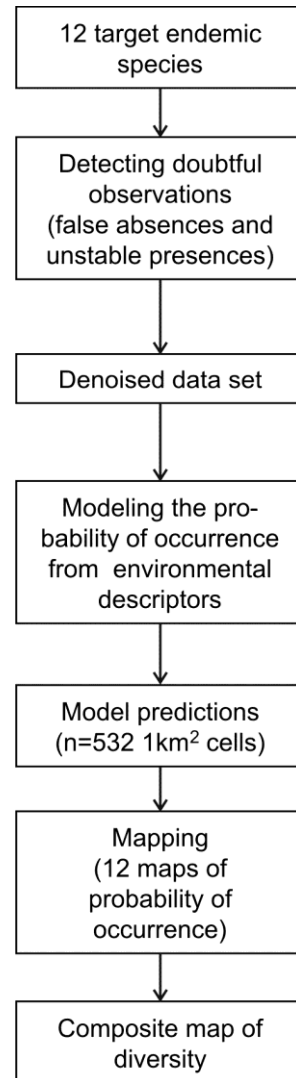 12 target endemic
species
Detecting doubtful
observations
(false absences and
unstable presences)
Denoised data set
Modeling the pro-
bability of occurrence
from environmental
descriptors
Model predictions
(n=532 1km² cells)
Mapping
(12 maps of
probability of
occurrence)
Composite map of
diversity